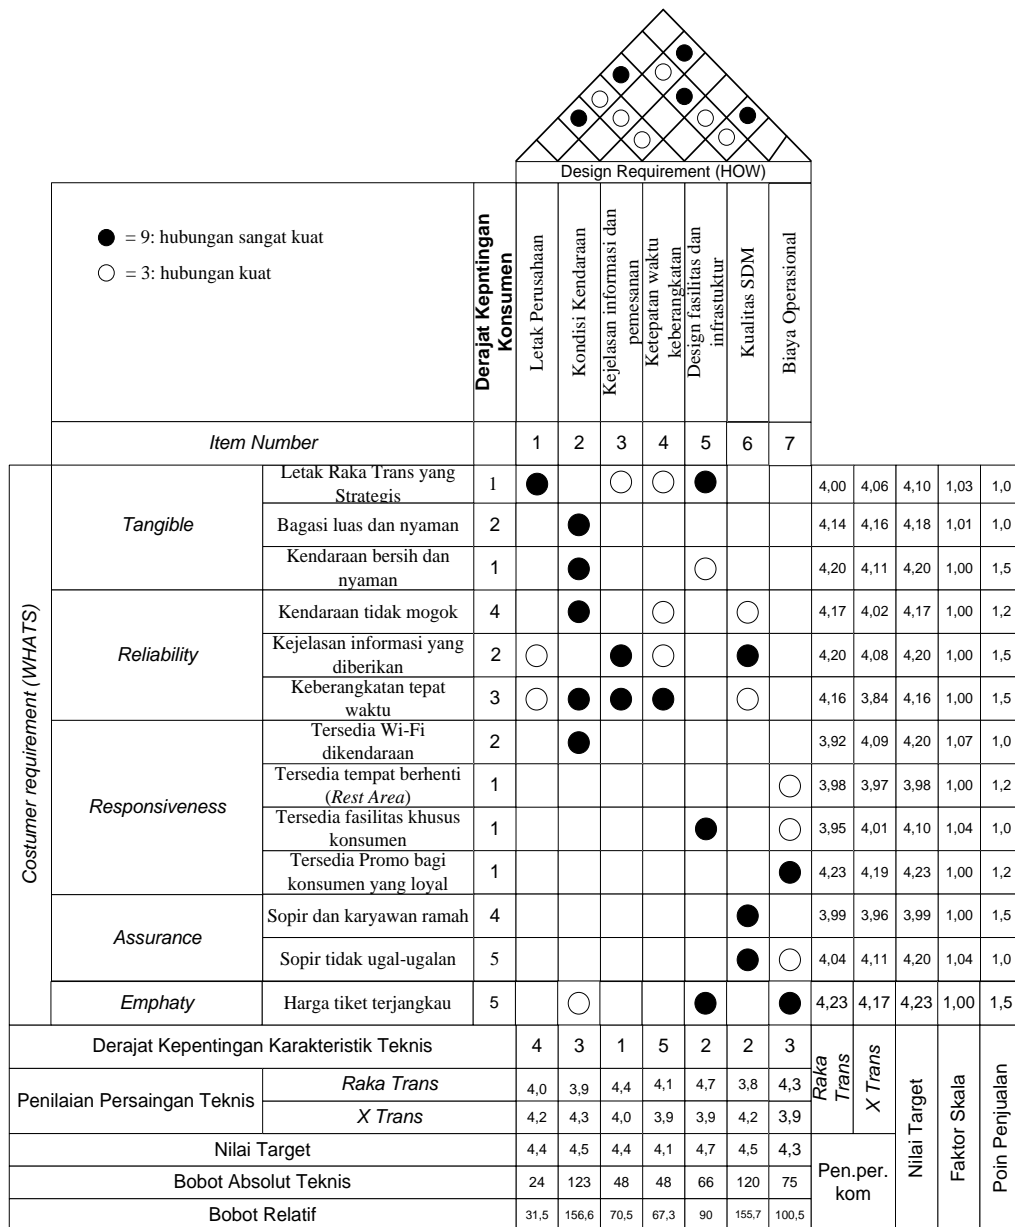 Design Requirement (HOW)
= 9: hubungan sangat kuat
= 3: hubungan kuat
Derajat Kepntingan
Konsumen
Letak Perusahaan
Kondisi Kendaraan
Kejelasan informasi dan
pemesanan
Ketepatan waktu
keberangkatan
Design fasilitas dan
infrastuktur
Kualitas SDM
Biaya Operasional
Item Number 1 2 3 4 5 6 7
Costumer requirement (WHATS)
Tangible
Letak Raka Trans yang
Strategis
1 4,00 4,06 4,10 1,03 1,0
Bagasi luas dan nyaman 2 4,14 4,16 4,18 1,01 1,0
Kendaraan bersih dan
nyaman
1 4,20 4,11 4,20 1,00 1,5
Reliability
Kendaraan tidak mogok 4 4,17 4,02 4,17 1,00 1,2
Kejelasan informasi yang
diberikan
2 4,20 4,08 4,20 1,00 1,5
Keberangkatan tepat
waktu
3 4,16 3,84 4,16 1,00 1,5
Responsiveness
Tersedia Wi-Fi
dikendaraan
2 3,92 4,09 4,20 1,07 1,0
Tersedia tempat berhenti
(Rest Area)
1 3,98 3,97 3,98 1,00 1,2
Tersedia fasilitas khusus
konsumen
1 3,95 4,01 4,10 1,04 1,0
Tersedia Promo bagi
konsumen yang loyal
1 4,23 4,19 4,23 1,00 1,2
Assurance
Sopir dan karyawan ramah 4 3,99 3,96 3,99 1,00 1,5
Sopir tidak ugal-ugalan 5 4,04 4,11 4,20 1,04 1,0
Emphaty
Harga tiket terjangkau 5 4,23 4,17 4,23 1,00 1,5
Derajat Kepentingan Karakteristik Teknis 4 3 1 5 2 2 3
Penilaian Persaingan Teknis
Raka Trans 4,0 3,9 4,4 4,1 4,7 3,8 4,3
X Trans 4,2 4,3 4,0 3,9 3,9 4,2 3,9
Nilai Target 4,4 4,5 4,4 4,1 4,7 4,5 4,3
Bobot Absolut Teknis 24 123 48 48 66 120 75
Bobot Relatif 31,5 156,6 70,5 67,3 90 155,7 100,5
Raka
Trans
X Trans
Pen.per.
kom
Nilai Target
Faktor Skala
Poin Penjualan